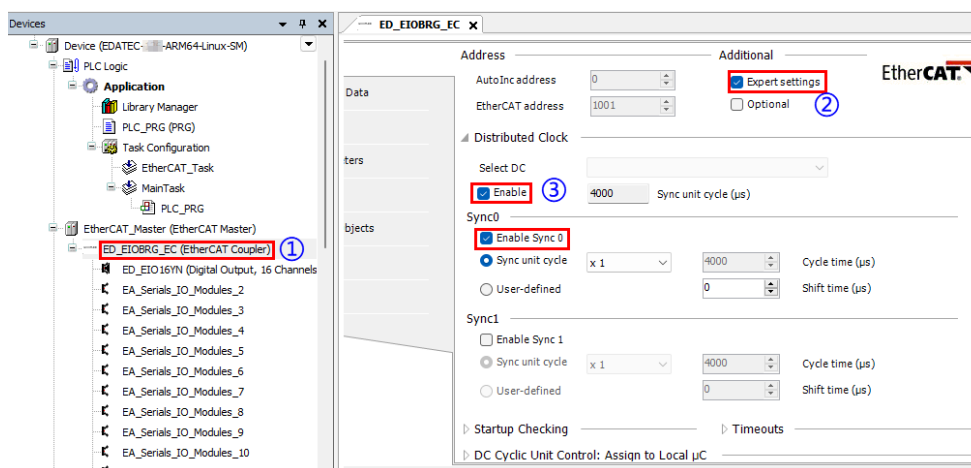 Devices
Device (EDATEC- -ARM64-Linux-SM)
PLC Logic
Application
Library Manager
PLC_PRG (PRG)
Task Configuration
EtherCAT_Task
MainTask
PLC_PRG
EtherCAT_Master (EtherCAT Master)
ED_EIOBRG_EC (EtherCAT Coupler) ①
ED_EIO16YN (Digital Output, 16 Channels
EA_Serials_IO_Modules_2
EA_Serials_IO_Modules_3
EA_Serials_IO_Modules_4
EA_Serials_IO_Modules_5
EA_Serials_IO_Modules_6
EA_Serials_IO_Modules_7
EA_Serials_IO_Modules_8
EA_Serials_IO_Modules_9
EA_Serials_IO_Modules_10
ED_EIOBRG_EC
Data
ters
bjects
Address
AutoInc address 0
EtherCAT address 1001
Additional
Expert settings
Optional ②
EtherCAT.
Distributed Clock
Select DC
Enable ③ 4000 Sync unit cycle (µs)
Sync0
Enable Sync 0
Sync unit cycle x 1 4000 Cycle time (µs)
User-defined 0 Shift time (µs)
Sync1
Enable Sync 1
Sync unit cycle x 1 4000 Cycle time (µs)
User-defined 0 Shift time (µs)
Startup Checking Timeouts
DC Cyclic Unit Control: Assign to Local µC